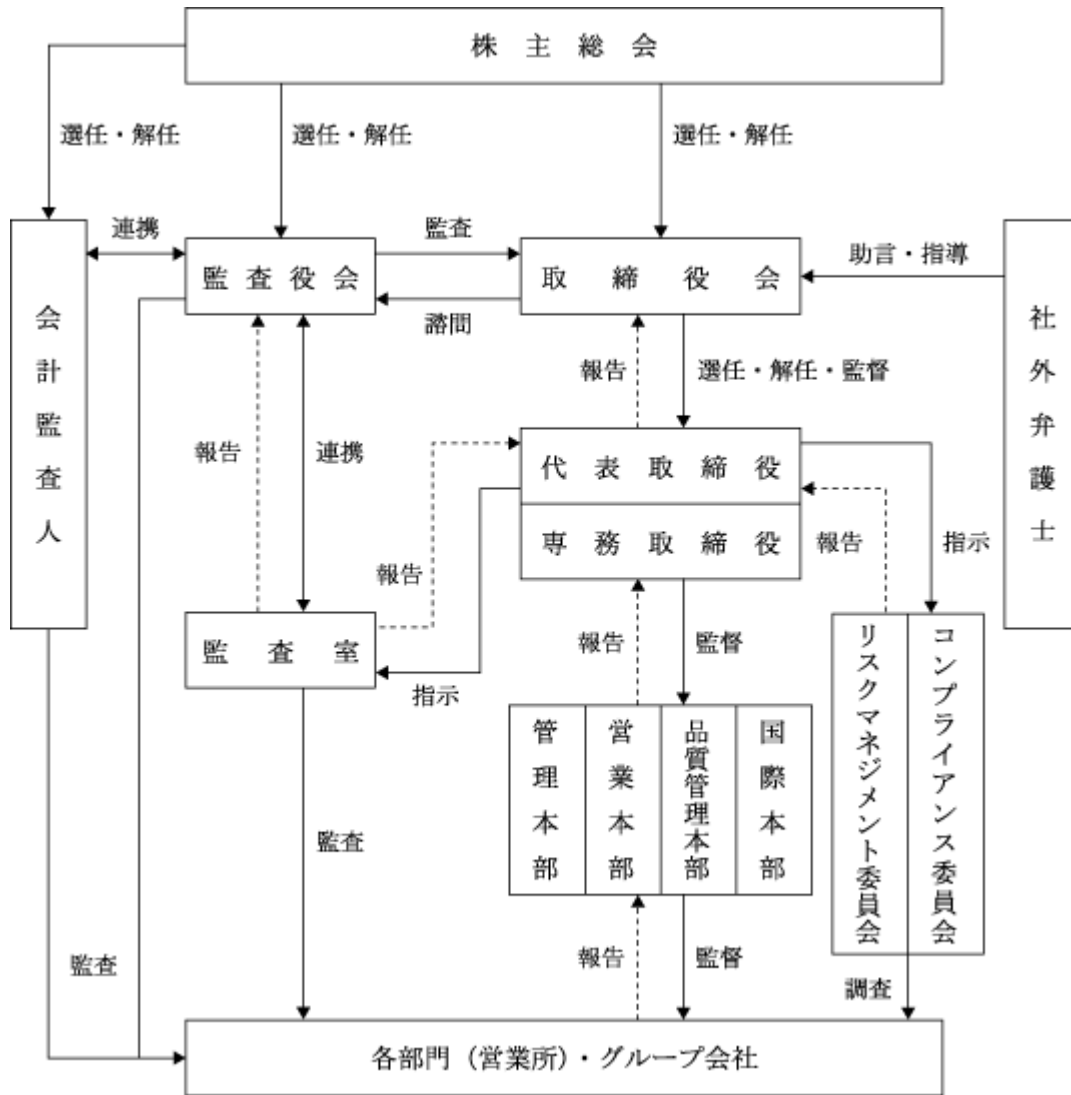 株主総会
選任・解任
選任・解任
選任・解任
連携
監査
監査役会
取締役会
助言・指導
諮問
会計監査人
社外弁護士
報告
選任・解任・監督
報告
連携
代表取締役
専務取締役
報告
指示
報告
監査室
報告
監督
指示
管理本部
営業本部
品質管理本部
国際本部
リスクマネジメント委員会
コンプライアンス委員会
監査
監査
報告
監督
調査
各部門（営業所）・グループ会社